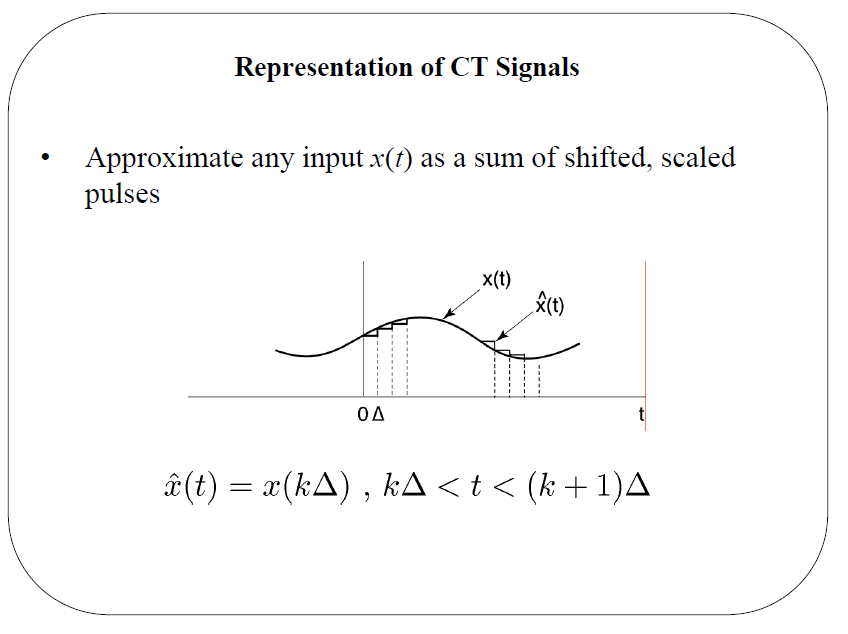 Representation of CT Signals
• Approximate any input x(t) as a sum of shifted, scaled
pulses
x(t)
x̂(t)
0 Δ
t
x̂(t) = x(kΔ) , kΔ < t < (k + 1)Δ